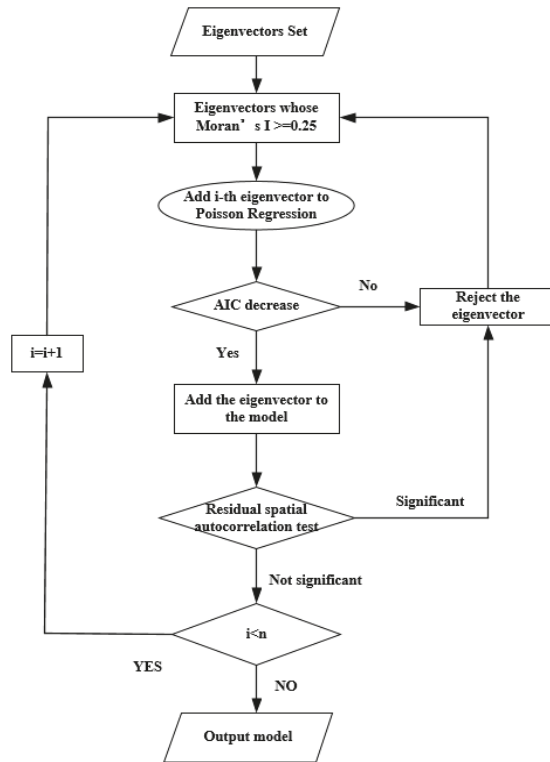 Eigenvectors Set
Eigenvectors whose
Moran’ s I >=0.25
Add i-th eigenvector to
Poisson Regression
AIC decrease
No
Reject the
eigenvector
i=i+1
Yes
Add the eigenvector to
the model
Residual spatial
autocorrelation test
Significant
Not significant
i<n
YES
NO
Output model